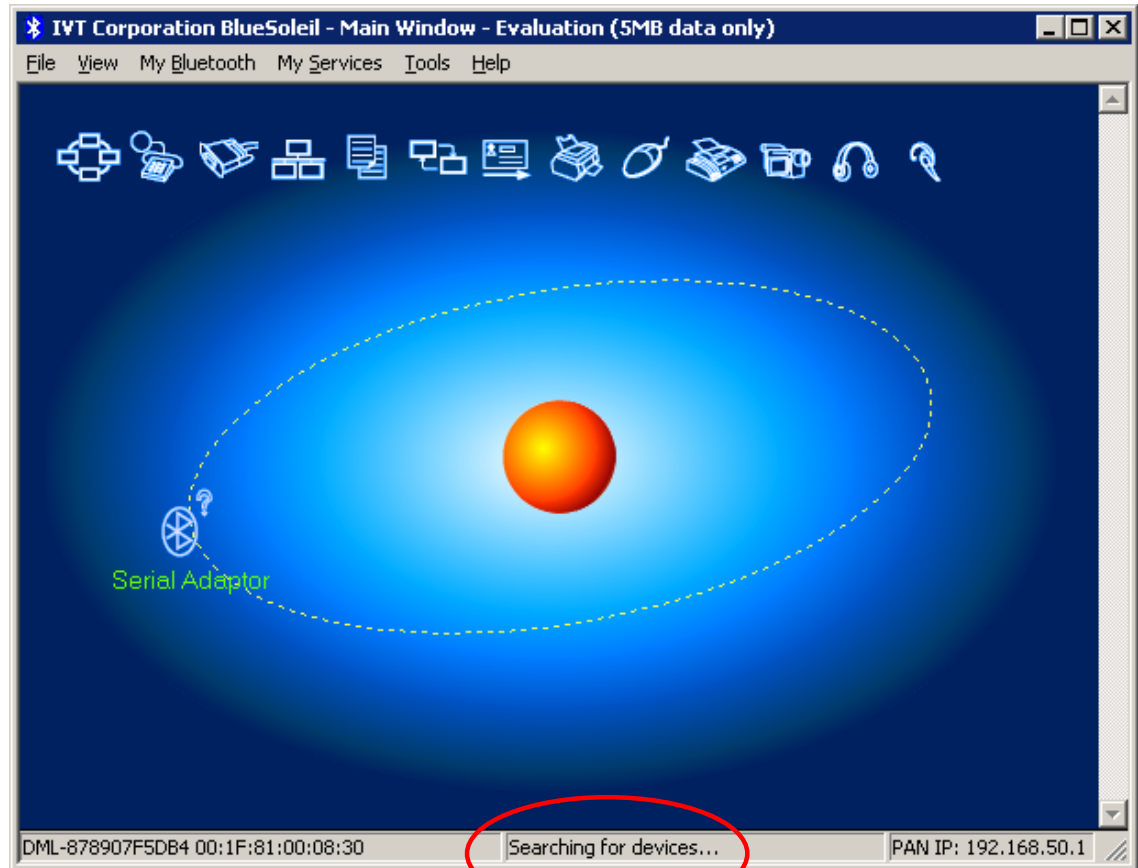 IVT Corporation BlueSoleil - Main Window - Evaluation (5MB data only)
File View My Bluetooth My Services Tools Help
Serial Adaptor
DML-878907F5DB4 00:1F:81:00:08:30 Searching for devices... PAN IP: 192.168.50.1